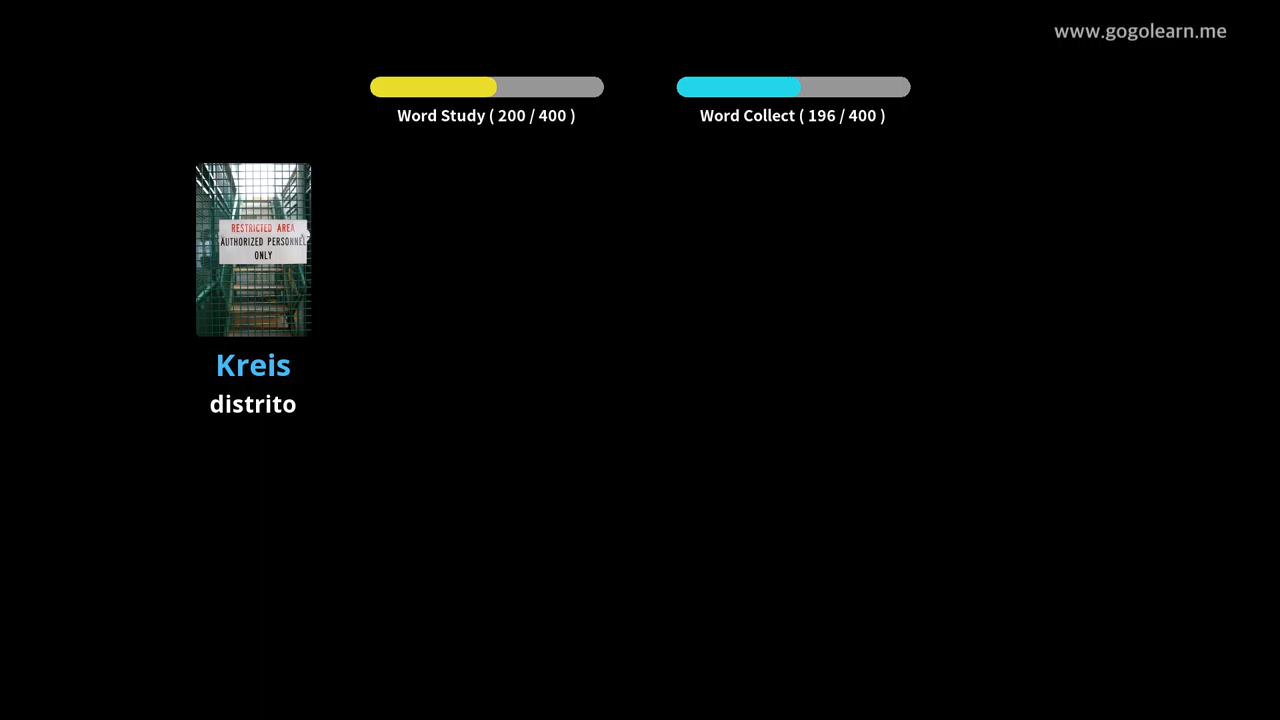 www.gogolearn.me
Word Study ( 200 / 400 )
Word Collect ( 196 / 400 )
RESTRICTED AREA
AUTHORIZED PERSONNEL
ONLY
Kreis
distrito